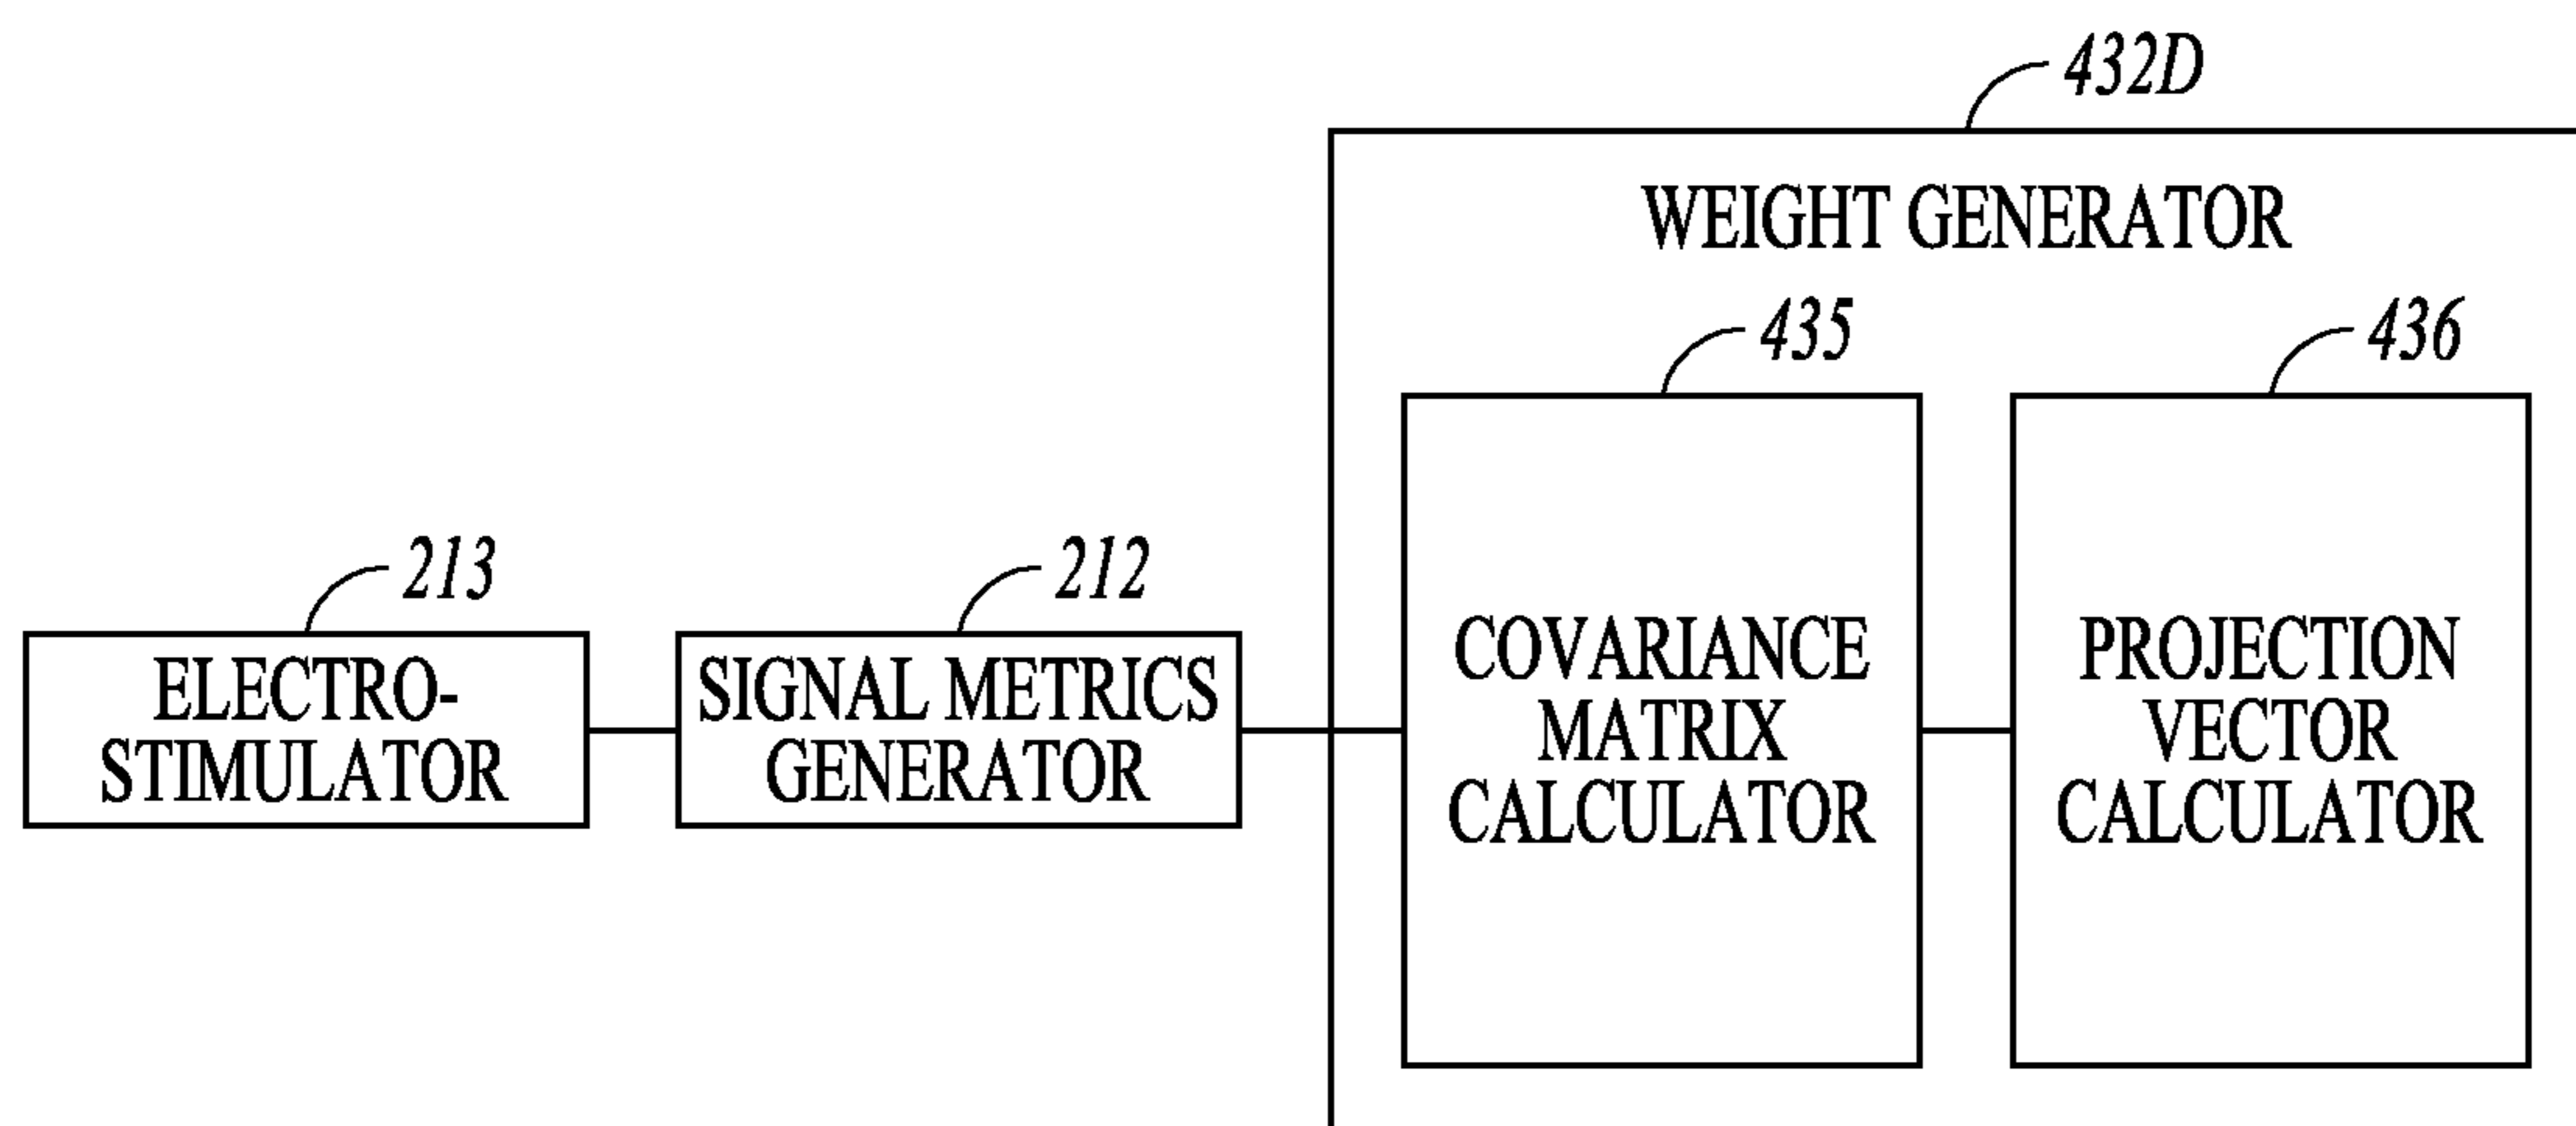 432D
WEIGHT GENERATOR
435
436
213
212
ELECTRO-
STIMULATOR
SIGNAL METRICS
GENERATOR
COVARIANCE
MATRIX
CALCULATOR
PROJECTION
VECTOR
CALCULATOR